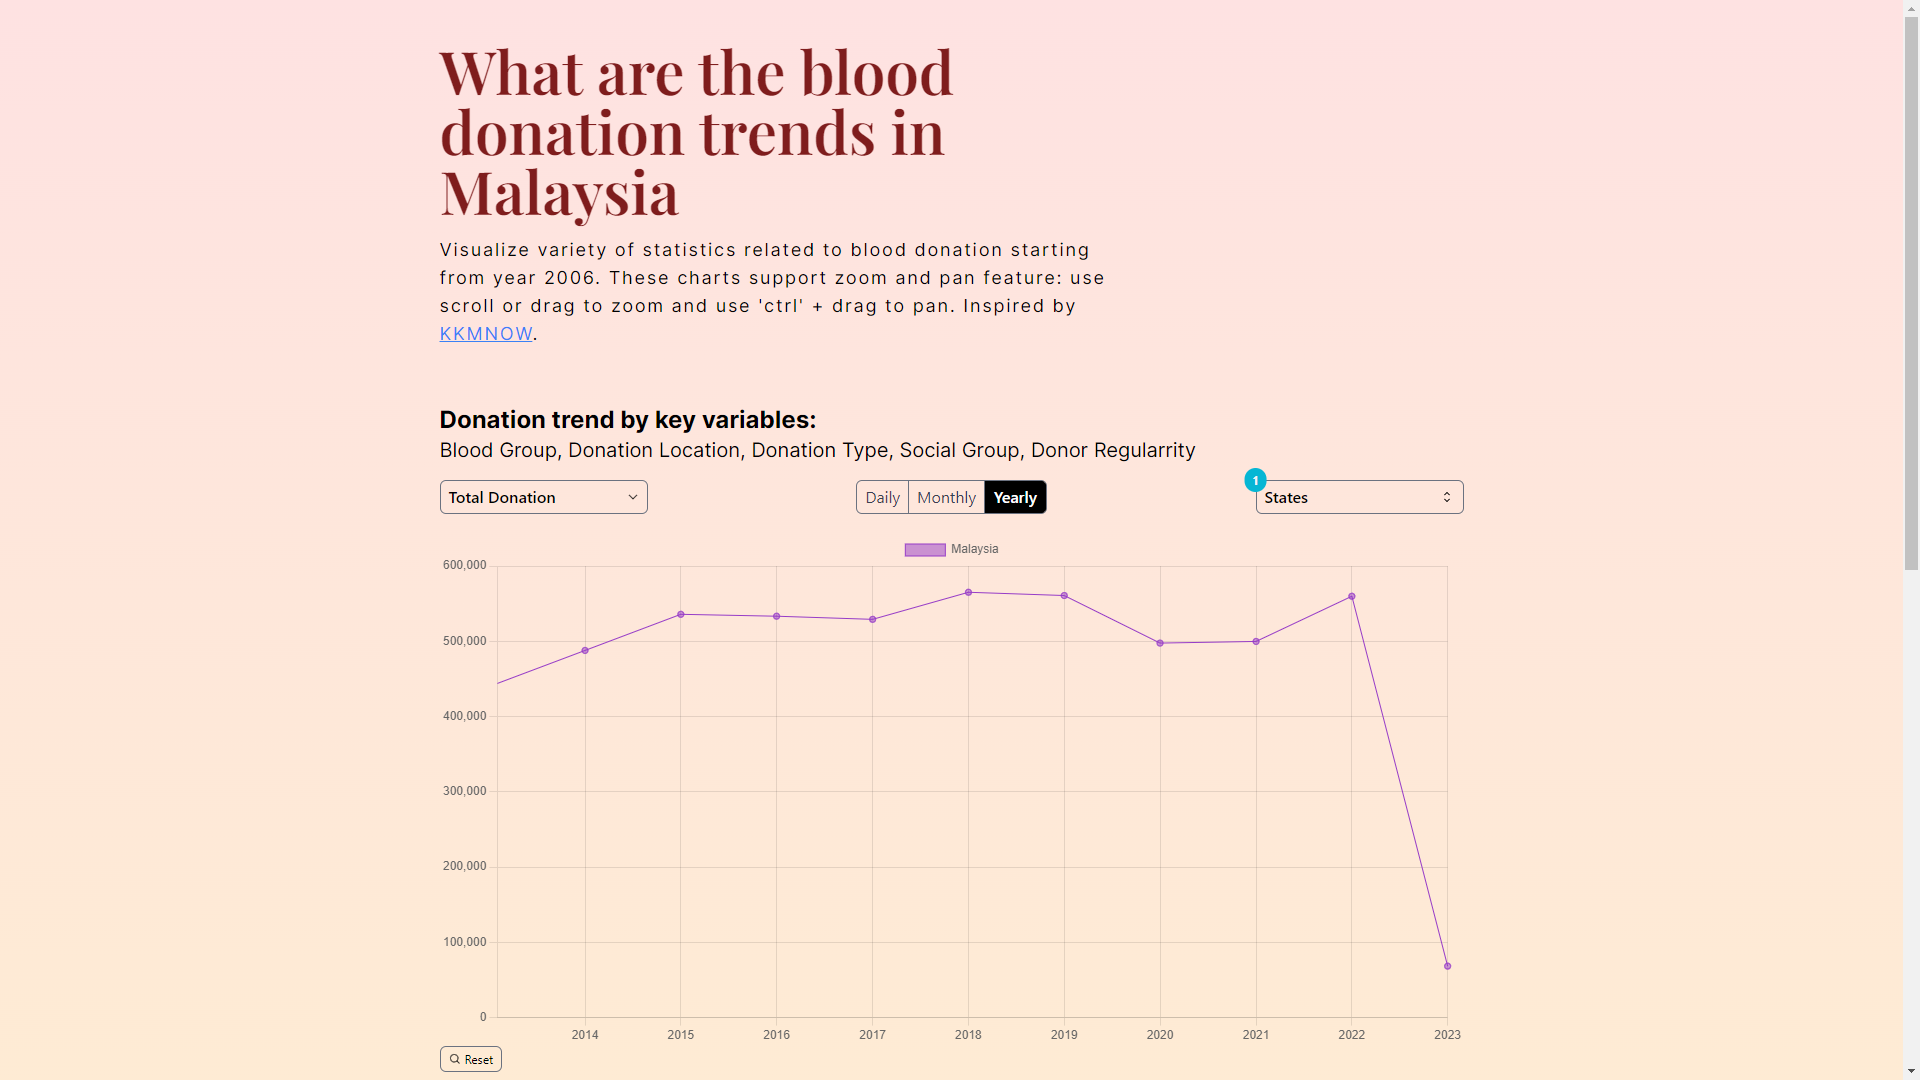 What are the blood
donation trends in
Malaysia
Visualize variety of statistics related to blood donation starting
from year 2006. These charts support zoom and pan feature: use
scroll or drag to zoom and use 'ctrl' + drag to pan. Inspired by
KKMNOW.
Donation trend by key variables:
Blood Group, Donation Location, Donation Type, Social Group, Donor Regularrity
Total Donation
Daily Monthly Yearly
1
States
Malaysia
600,000
500,000
400,000
300,000
200,000
100,000
0
2014 2015 2016 2017 2018 2019 2020 2021 2022 2023
Reset